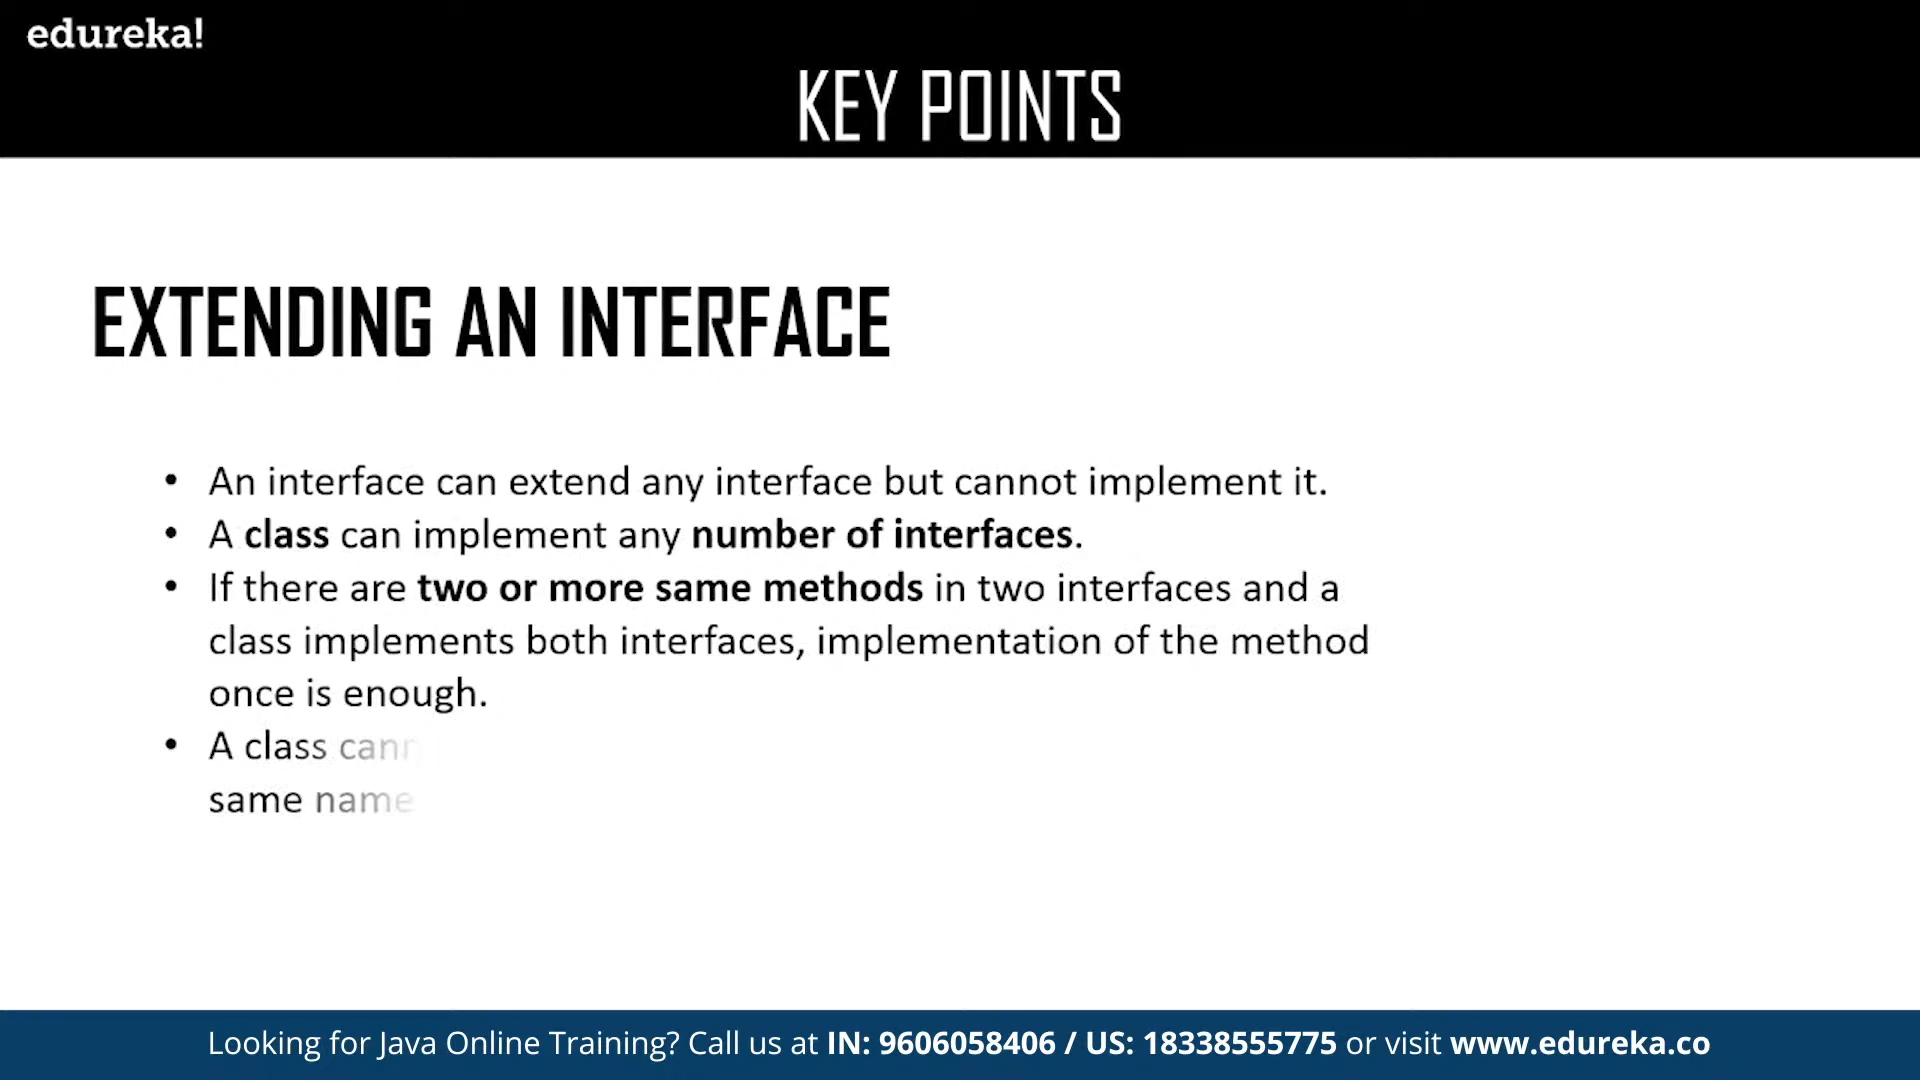 edureka!
KEY POINTS
EXTENDING AN INTERFACE
• An interface can extend any interface but cannot implement it.
• A class can implement any number of interfaces.
• If there are two or more same methods in two interfaces and a
class implements both interfaces, implementation of the method
once is enough.
• A class
same name
Looking for Java Online Training? Call us at IN: 9606058406 / US: 18338555775 or visit www.edureka.co